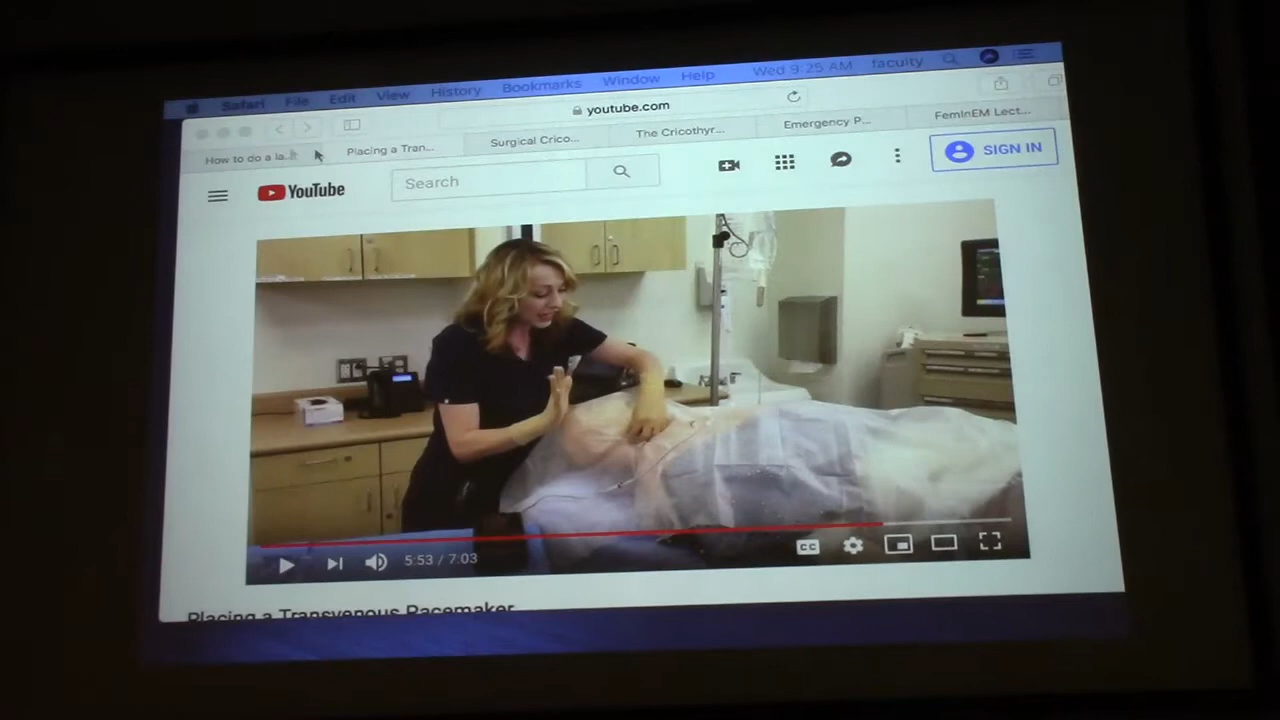 Safari File Edit View History Bookmarks Window Help Wed 9:25 AM faculty
youtube.com
How to do a la... Placing a Tran... Surgical Crico... The Cricothyr... Emergency P... FemInEM Lect...
YouTube Search SIGN IN
5:53 / 7:03 CC
Placing a Transvenous Pacemaker